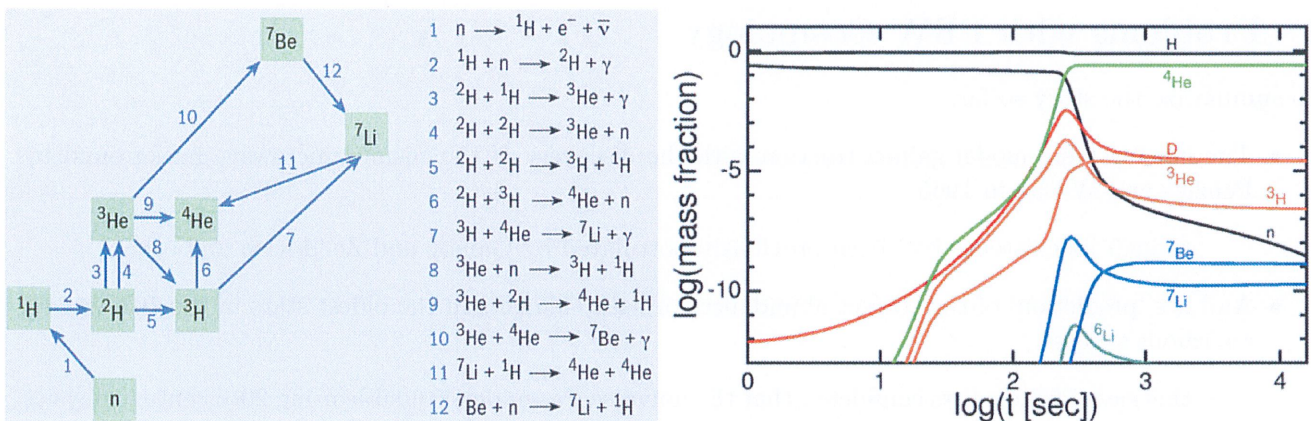 ⁷Be
12
10
⁷Li
11
³He
9
⁴He
8
7
3
4
6
¹H
2
²H
5
³H
1
n
1 n → ¹H + e⁻ + ν̄
2 ¹H + n → ²H + γ
3 ²H + ¹H → ³He + γ
4 ²H + ²H → ³He + n
5 ²H + ²H → ³H + ¹H
6 ²H + ³H → ⁴He + n
7 ³H + ⁴He → ⁷Li + γ
8 ³He + n → ³H + ¹H
9 ³He + ²H → ⁴He + ¹H
10 ³He + ⁴He → ⁷Be + γ
11 ⁷Li + ¹H → ⁴He + ⁴He
12 ⁷Be + n → ⁷Li + ¹H
log(mass fraction)
0
-5
-10
H
⁴He
D
³He
³H
n
⁷Be
⁷Li
⁶Li
0 1 2 3 4
log(t [sec])